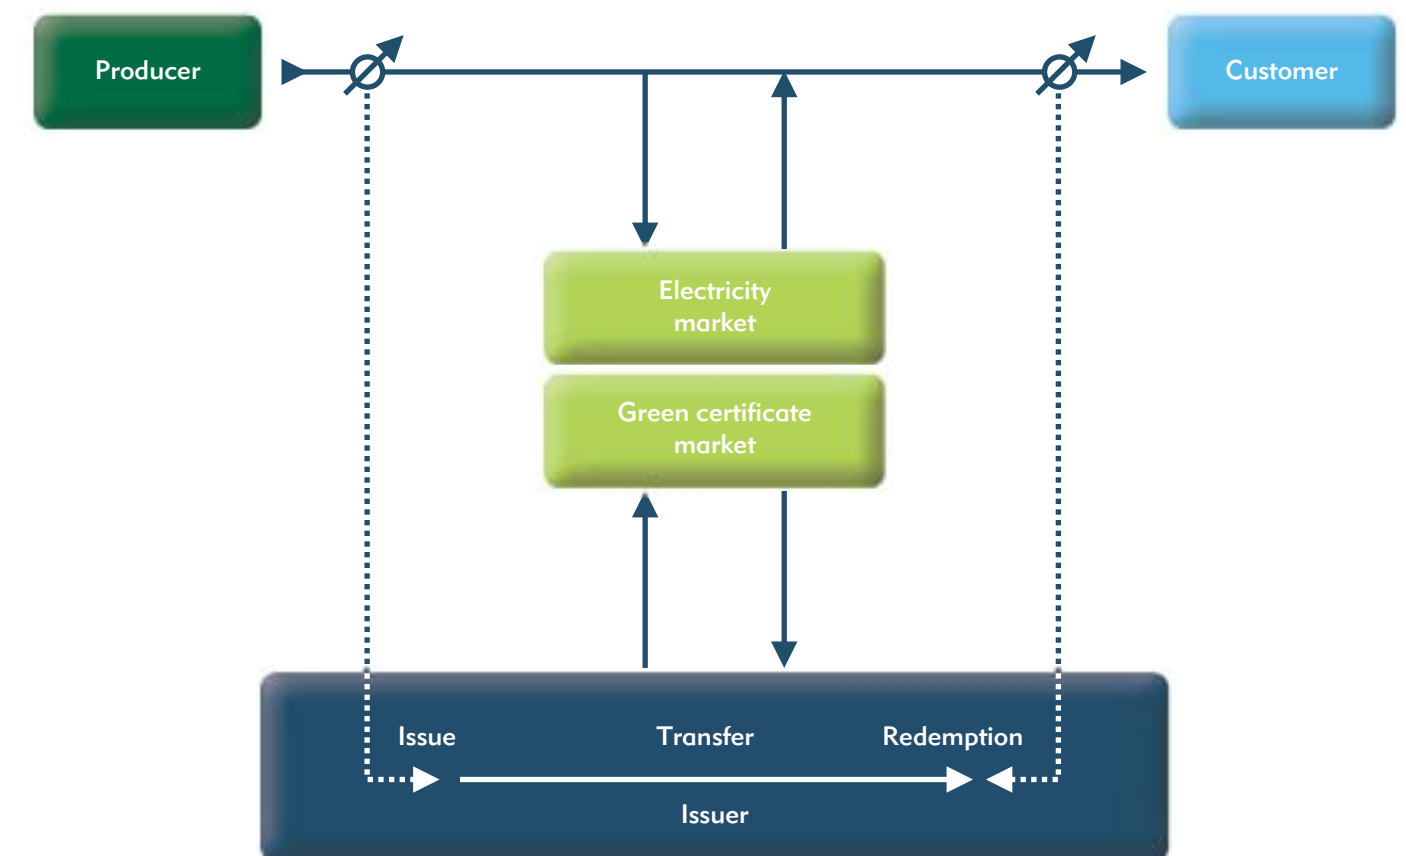 Producer
Customer
Electricity
market
Green certificate
market
Issue
Transfer
Redemption
Issuer